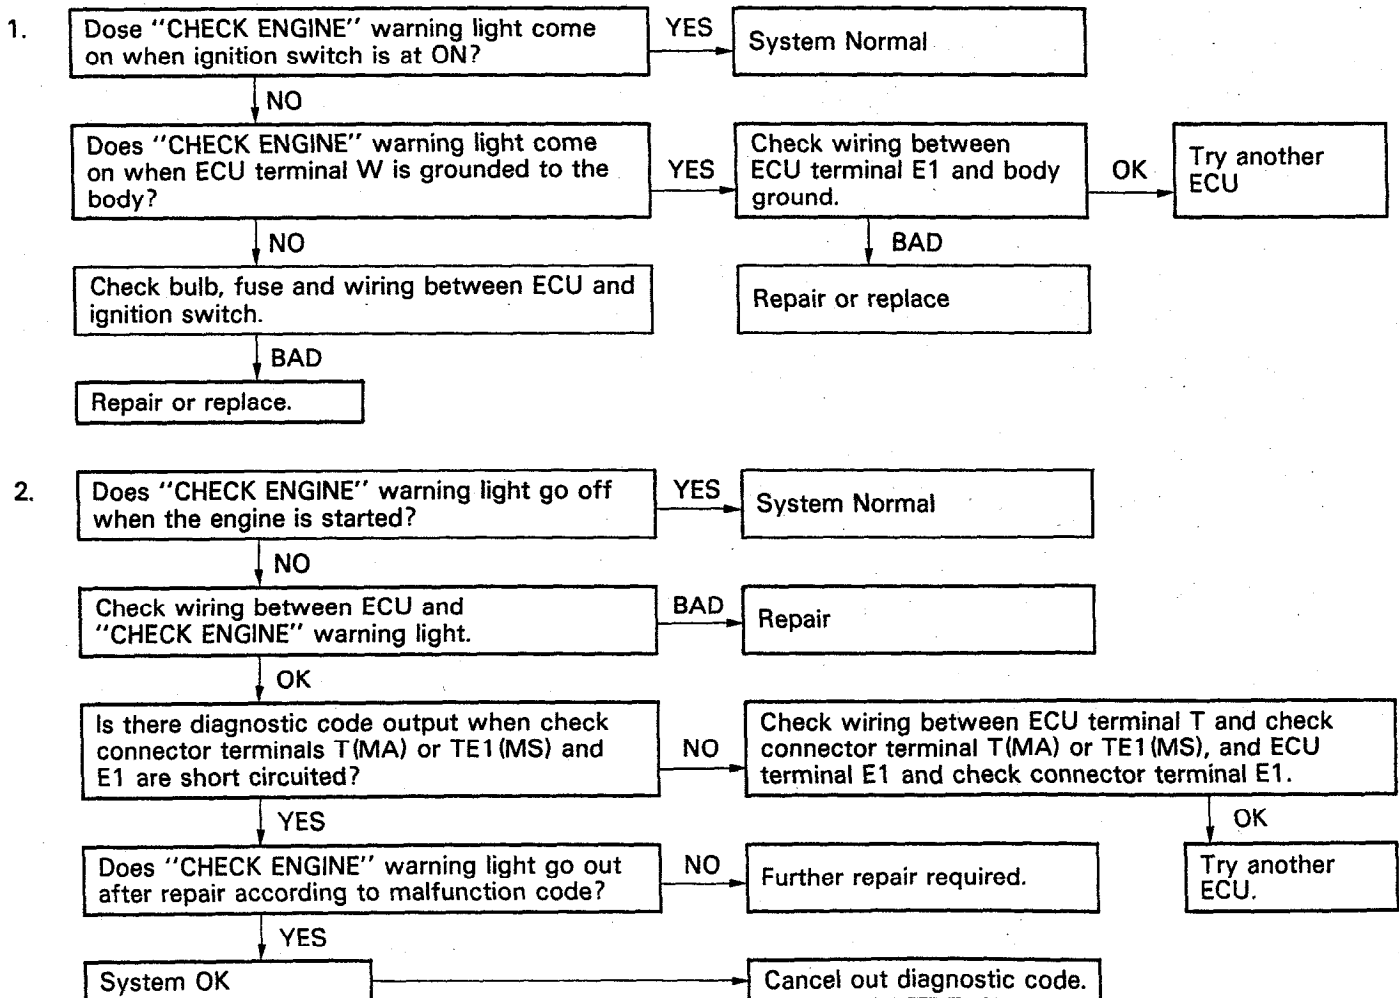 1.
Dose "CHECK ENGINE" warning light come
on when ignition switch is at ON?
YES
System Normal
NO
Does "CHECK ENGINE" warning light come
on when ECU terminal W is grounded to the
body?
YES
Check wiring between
ECU terminal E1 and body
ground.
OK
Try another
ECU
NO
BAD
Check bulb, fuse and wiring between ECU and
ignition switch.
Repair or replace
BAD
Repair or replace.
2.
Does "CHECK ENGINE" warning light go off
when the engine is started?
YES
System Normal
NO
Check wiring between ECU and
"CHECK ENGINE" warning light.
BAD
Repair
OK
Is there diagnostic code output when check
connector terminals T(MA) or TE1(MS) and
E1 are short circuited?
NO
Check wiring between ECU terminal T and check
connector terminal T(MA) or TE1(MS), and ECU
terminal E1 and check connector terminal E1.
YES
OK
Does "CHECK ENGINE" warning light go out
after repair according to malfunction code?
NO
Further repair required.
Try another
ECU.
YES
System OK
Cancel out diagnostic code.